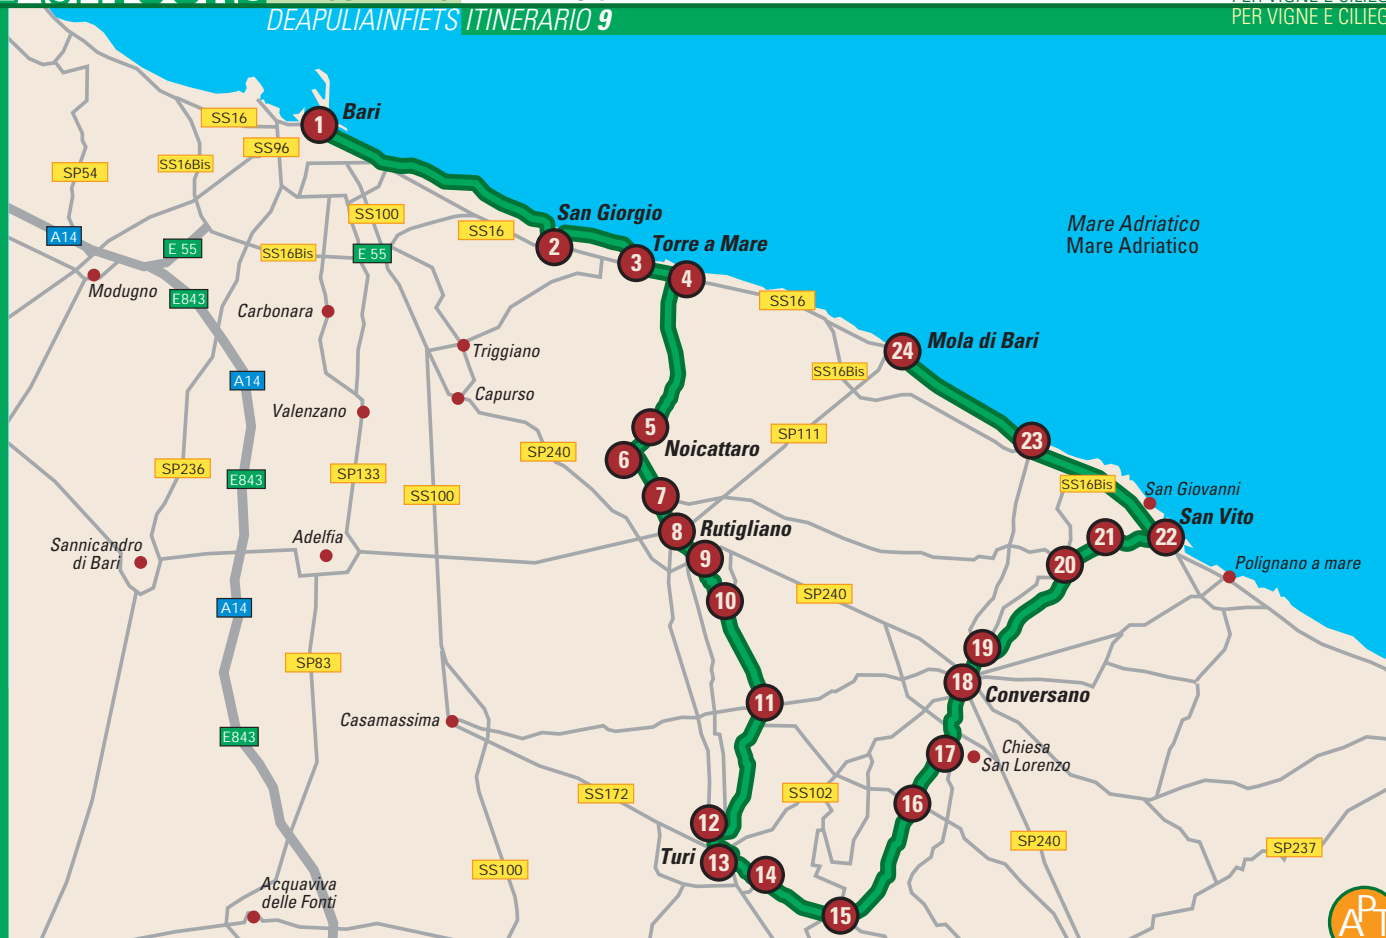 DEAPULIAINFIETS ITINERARIO 9
PER VIGNE E CILIEG
Bari
1
SS16
SS96
SS16Bis
SP54
San Giorgio
SS100
Mare Adriatico
Mare Adriatico
A14
E 55
SS16Bis
E 55
SS16
2
Torre a Mare
3
4
Modugno
E843
Carbonara
SS16
Triggiano
24
Mola di Bari
SS16Bis
A14
Capurso
Valenzano
5
Noicattaro
SP111
23
6
SP240
SP236
E843
SP133
SS100
7
SS16Bis
San Giovanni
San Vito
8
Rutigliano
21
22
Sannicandro
di Bari
Adelfia
9
20
Polignano a mare
10
SP240
A14
19
SP83
18
Conversano
11
Casamassima
E843
17
Chiesa
San Lorenzo
SS172
SS102
16
12
Turi
13
14
SP240
SP237
SS100
Acquaviva
delle Fonti
15
APT